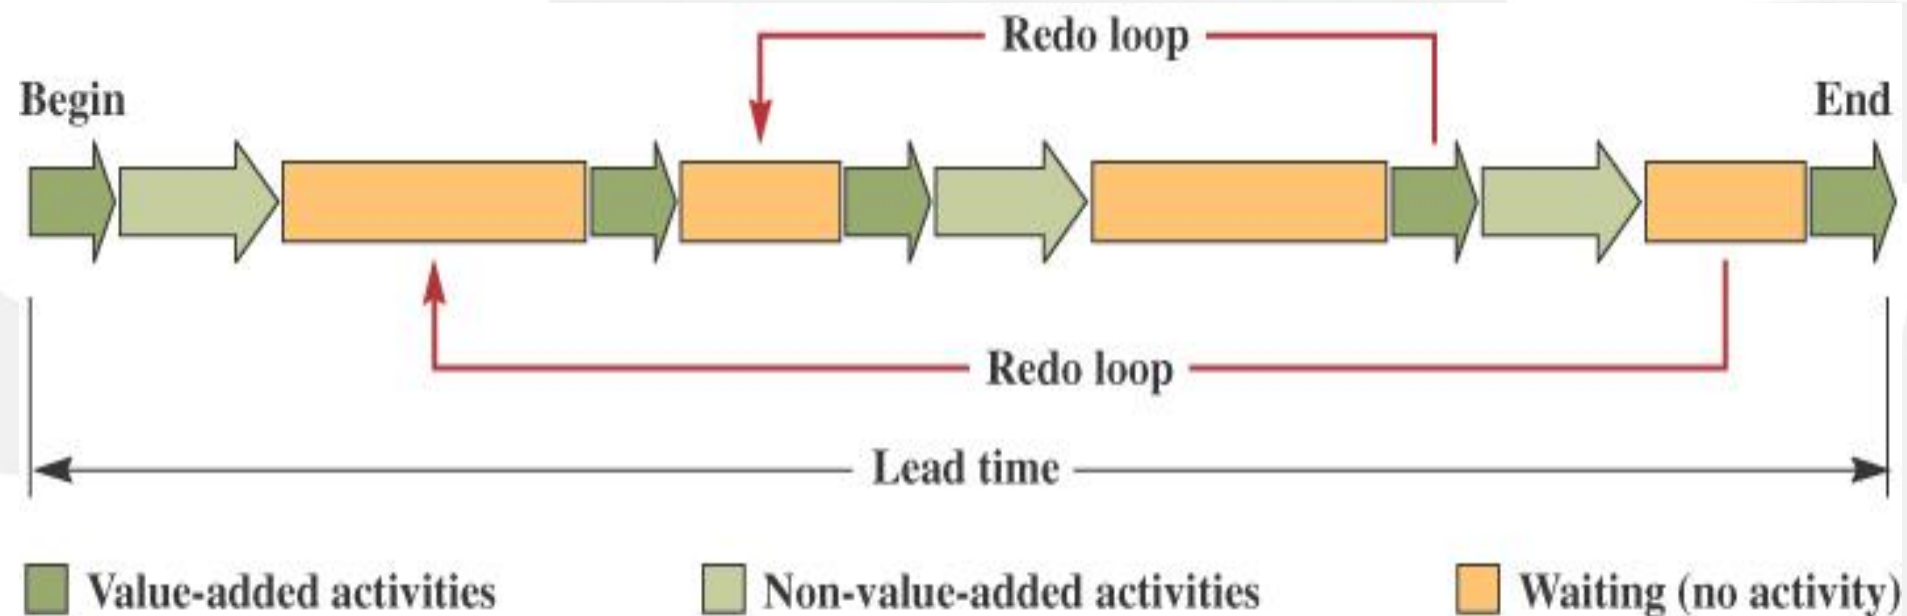 Redo loop
Begin
End
Redo loop
Lead time
Value-added activities
Non-value-added activities
Waiting (no activity)